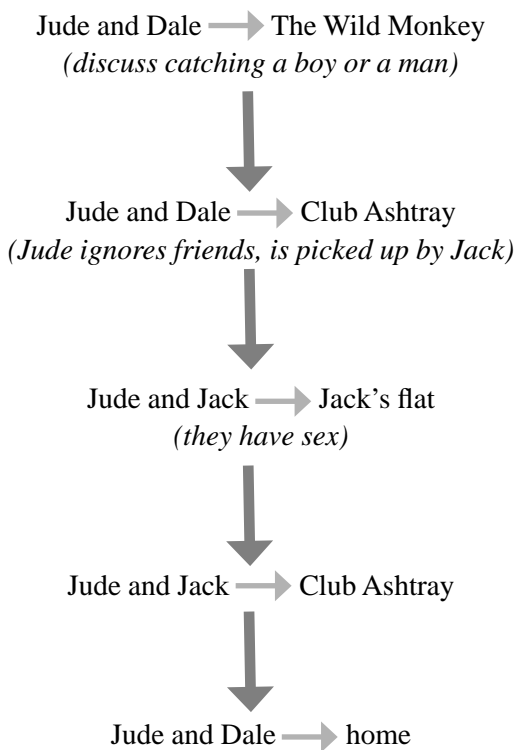 Jude and Dale The Wild Monkey
(discuss catching a boy or a man)
Jude and Dale Club Ashtray
(Jude ignores friends, is picked up by Jack)
Jude and Jack Jack’s flat
(they have sex)
Jude and Jack Club Ashtray
Jude and Dale home